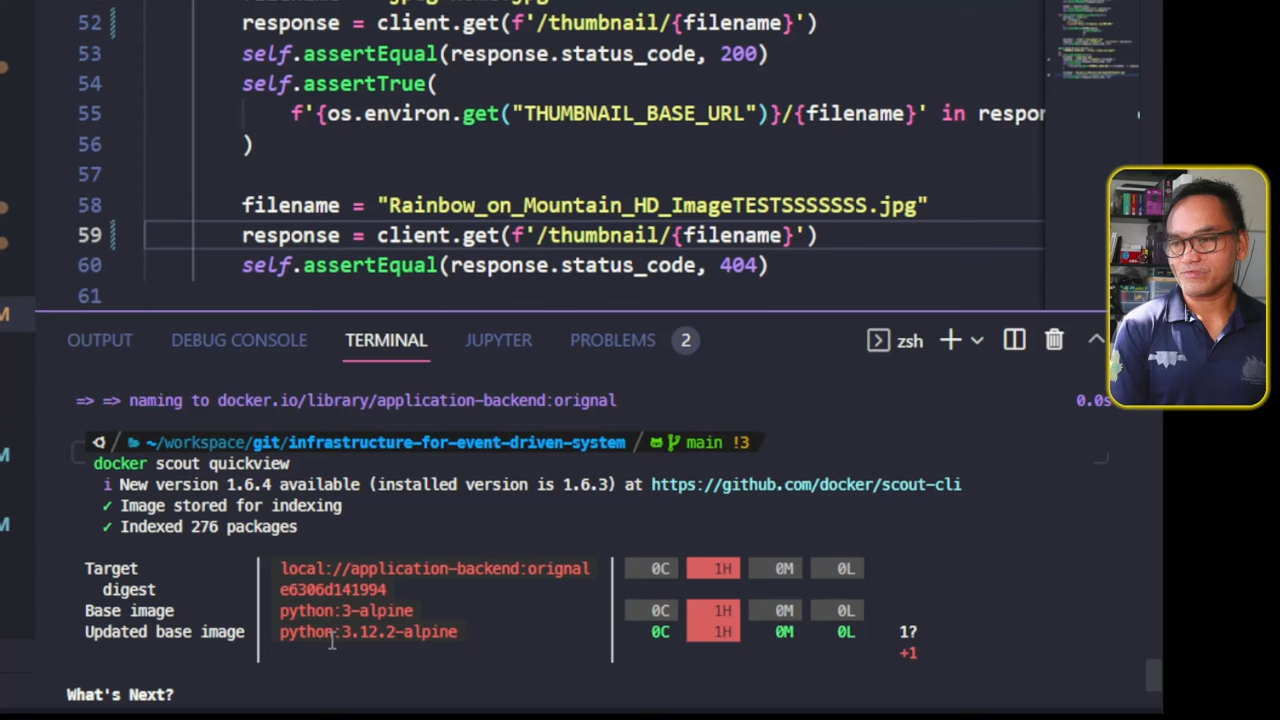 52 response = client.get(f'/thumbnail/{filename}')
53 self.assertEqual(response.status_code, 200)
54 self.assertTrue(
55 f'{os.environ.get("THUMBNAIL_BASE_URL")}/{filename}' in respon
56 )
57
58 filename = "Rainbow_on_Mountain_HD_ImageTESTSSSSSSS.jpg"
59 response = client.get(f'/thumbnail/{filename}')
60 self.assertEqual(response.status_code, 404)
61
OUTPUT DEBUG CONSOLE TERMINAL JUPYTER PROBLEMS 2 zsh
=> => naming to docker.io/library/application-backend:orignal 0.0s
~/workspace/git/infrastructure-for-event-driven-system main !3
docker scout quickview
i New version 1.6.4 available (installed version is 1.6.3) at https://github.com/docker/scout-cli
✓ Image stored for indexing
✓ Indexed 276 packages
Target local://application-backend:orignal 0C 1H 0M 0L
digest e6306d141994
Base image python:3-alpine 0C 1H 0M 0L
Updated base image python:3.12.2-alpine 0C 1H 0M 0L 1?
+1
What's Next?
M
M
M